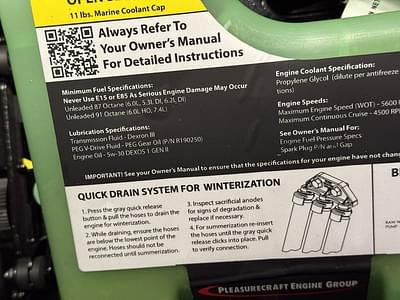 11 lbs. Marine Coolant Cap
Always Refer To
Your Owner's Manual
For Detailed Instructions
Minimum Fuel Specifications:
Never Use E15 or E85 As Serious Engine Damage May Occur
Unleaded 87 Octane (6.0L, 5.3L DI, 6.2L DI)
Unleaded 91 Octane (6.0L HO, 7.4L)
Lubrication Specifications:
Transmission Fluid - Dexron III
PEG V-Drive Fluid - PEG Gear Oil (P/N R190250)
Engine Oil - 5w-30 DEXOS 1 GEN II
Engine Coolant Specification:
Propylene Glycol (dilute per antifreeze
tions)
Engine Speeds:
Maximum Engine Speed (WOT) - 5600
Maximum Continuous Cruise - 4500 RP
See Owner's Manual For:
Engine Fuel Pressure Specs
Spark Plug P/N and Gap
IMPORTANT! See your Owner's Manual to ensure that the specifications for your engine have not chang
QUICK DRAIN SYSTEM FOR WINTERIZATION
1. Press the gray quick release
button & pull the hoses to drain the
engine for winterization.
2. While draining, ensure the hoses
are below the lowest point of the
engine. Hoses should not be
reconnected until summerization.
3. Inspect sacrificial anodes
for signs of degradation &
replace if necessary.
4. For summerization re-insert
the hoses until the gray quick
release clicks into place. Pull
to verify connection.
PLEASURECRAFT ENGINE GROUP